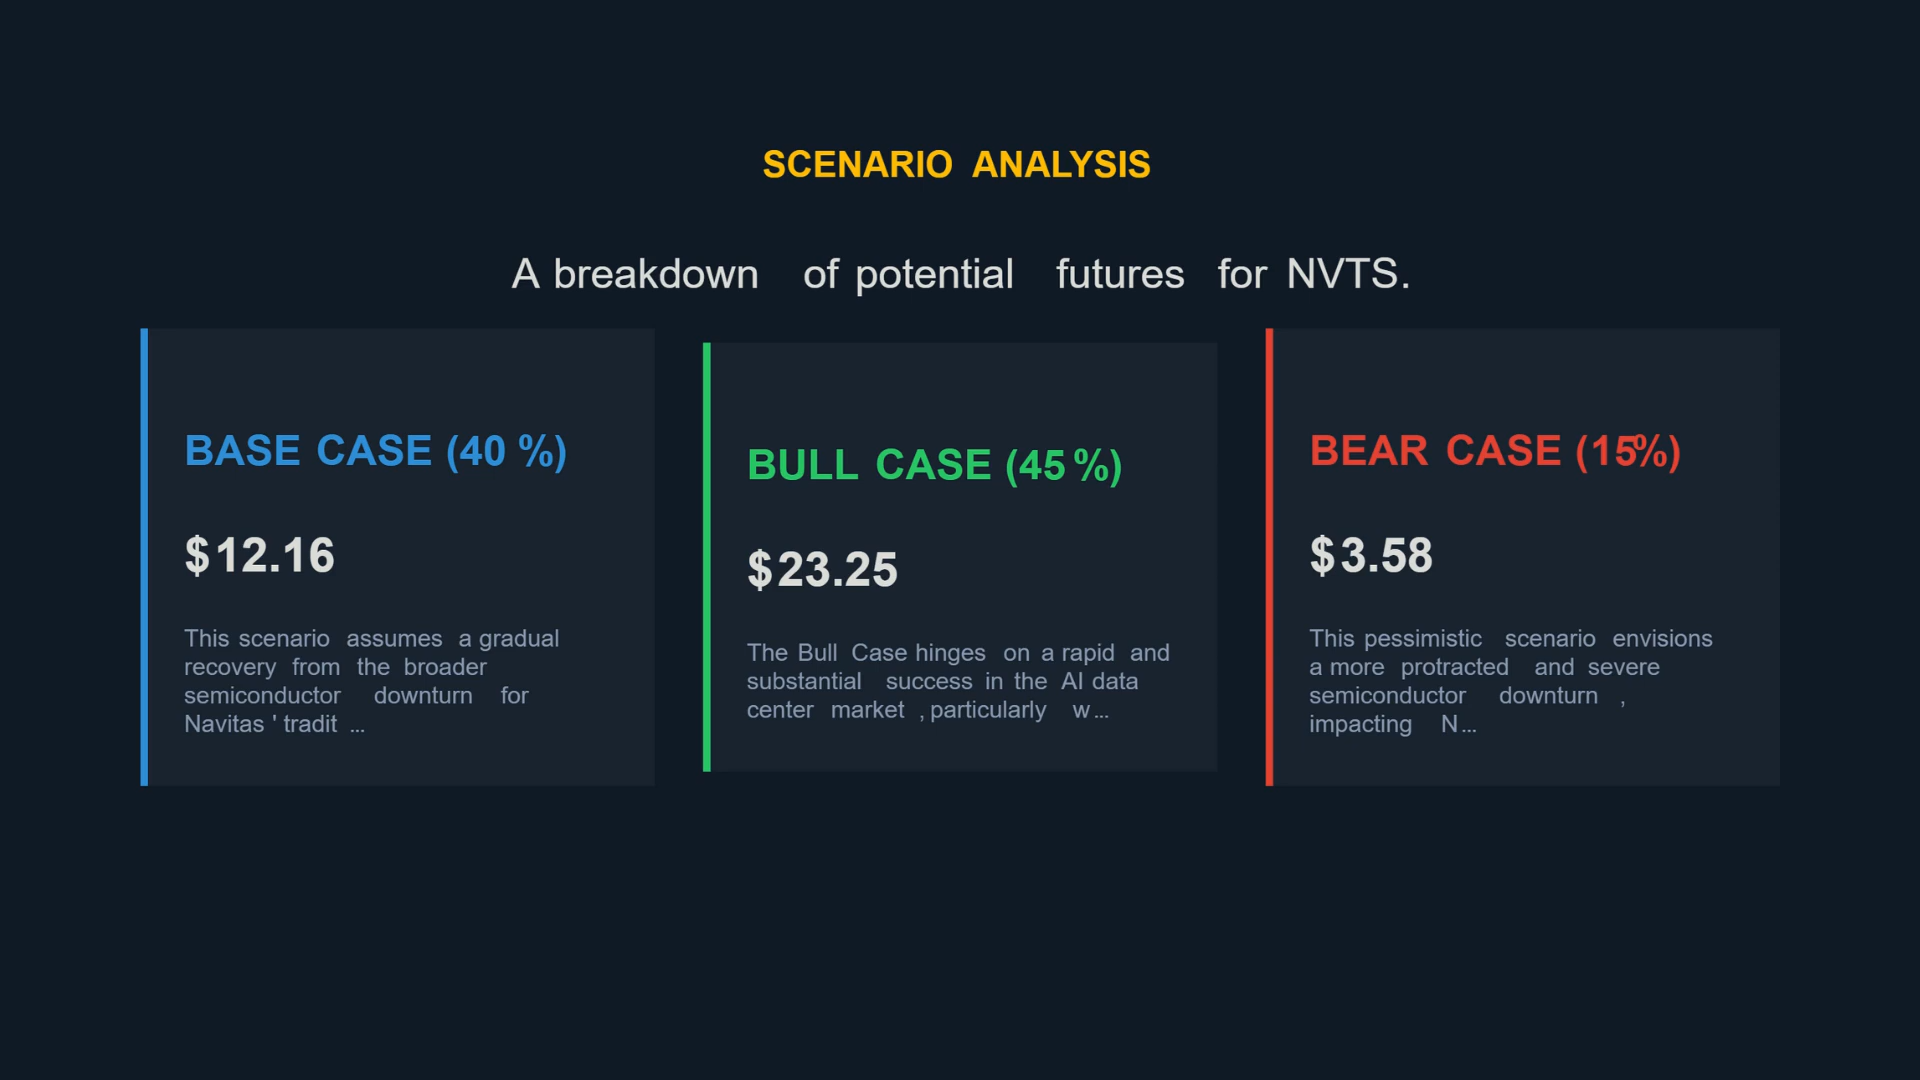 SCENARIO ANALYSIS
A breakdown of potential futures for NVTS.
BASE CASE (40 %)
$12.16
This scenario assumes a gradual
recovery from the broader
semiconductor downturn for
Navitas ' tradit ...
BULL CASE (45 %)
$23.25
The Bull Case hinges on a rapid and
substantial success in the AI data
center market , particularly w...
BEAR CASE (15%)
$3.58
This pessimistic scenario envisions
a more protracted and severe
semiconductor downturn ,
impacting N...